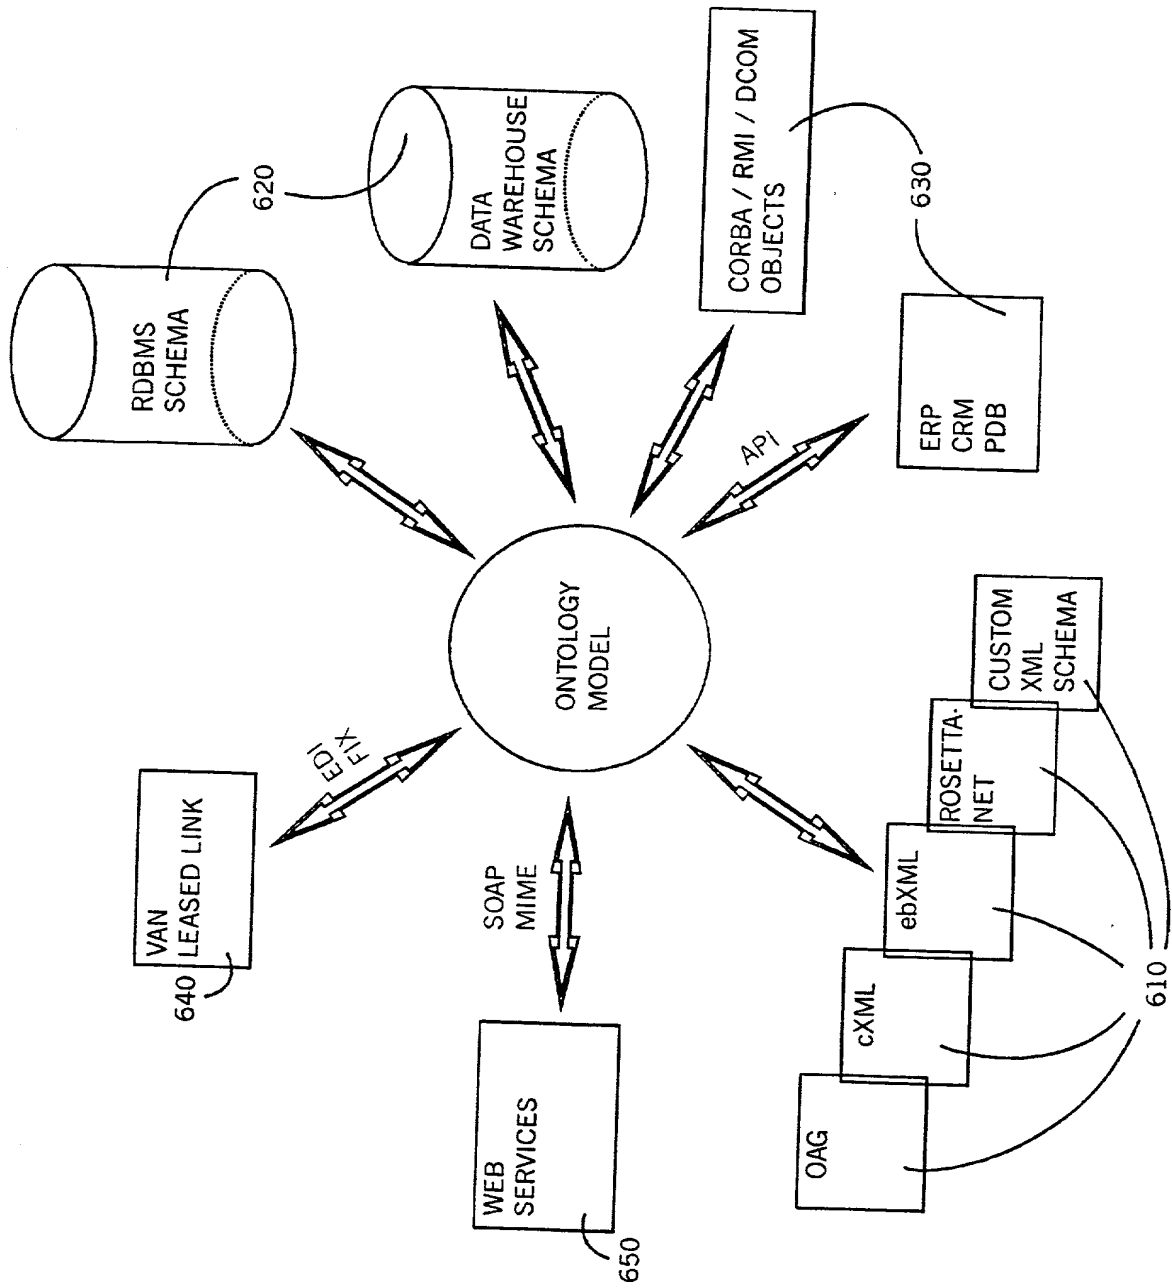 VAN
LEASED LINK
640
EDI
FIX
RDBMS
SCHEMA
620
DATA
WAREHOUSE
SCHEMA
WEB
SERVICES
650
SOAP
MIME
ONTOLOGY
MODEL
CORBA / RMI / DCOM
OBJECTS
630
API
ERP
CRM
PDB
OAG
cXML
ebXML
ROSETTA-
NET
CUSTOM
XML
SCHEMA
610